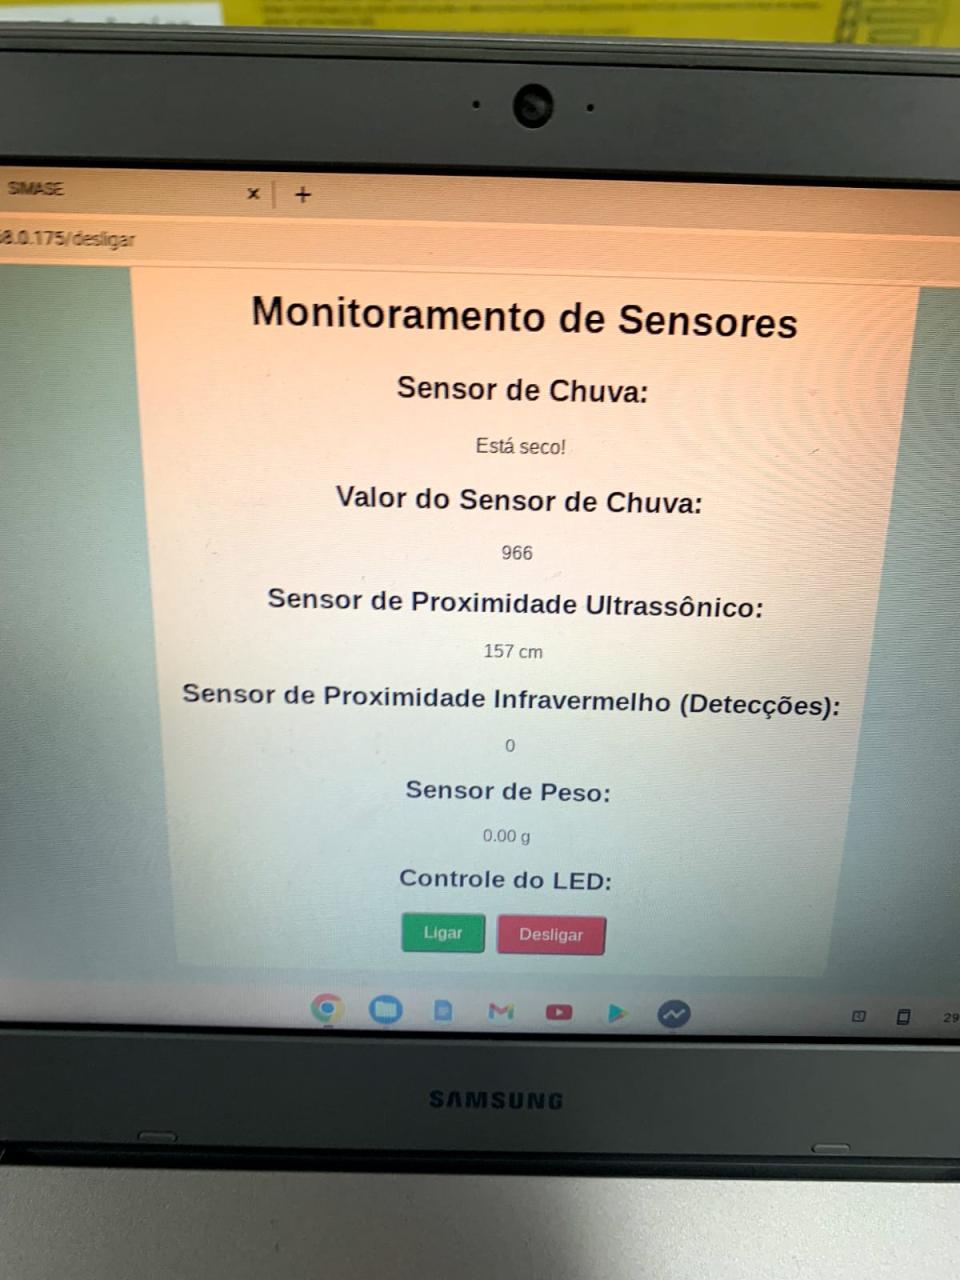 SIMASE
8.0.175/desligar
Monitoramento de Sensores
Sensor de Chuva:
Está seco!
Valor do Sensor de Chuva:
966
Sensor de Proximidade Ultrassônico:
157 cm
Sensor de Proximidade Infravermelho (Detecções):
0
Sensor de Peso:
0.00 g
Controle do LED:
Ligar Desligar
29
SAMSUNG